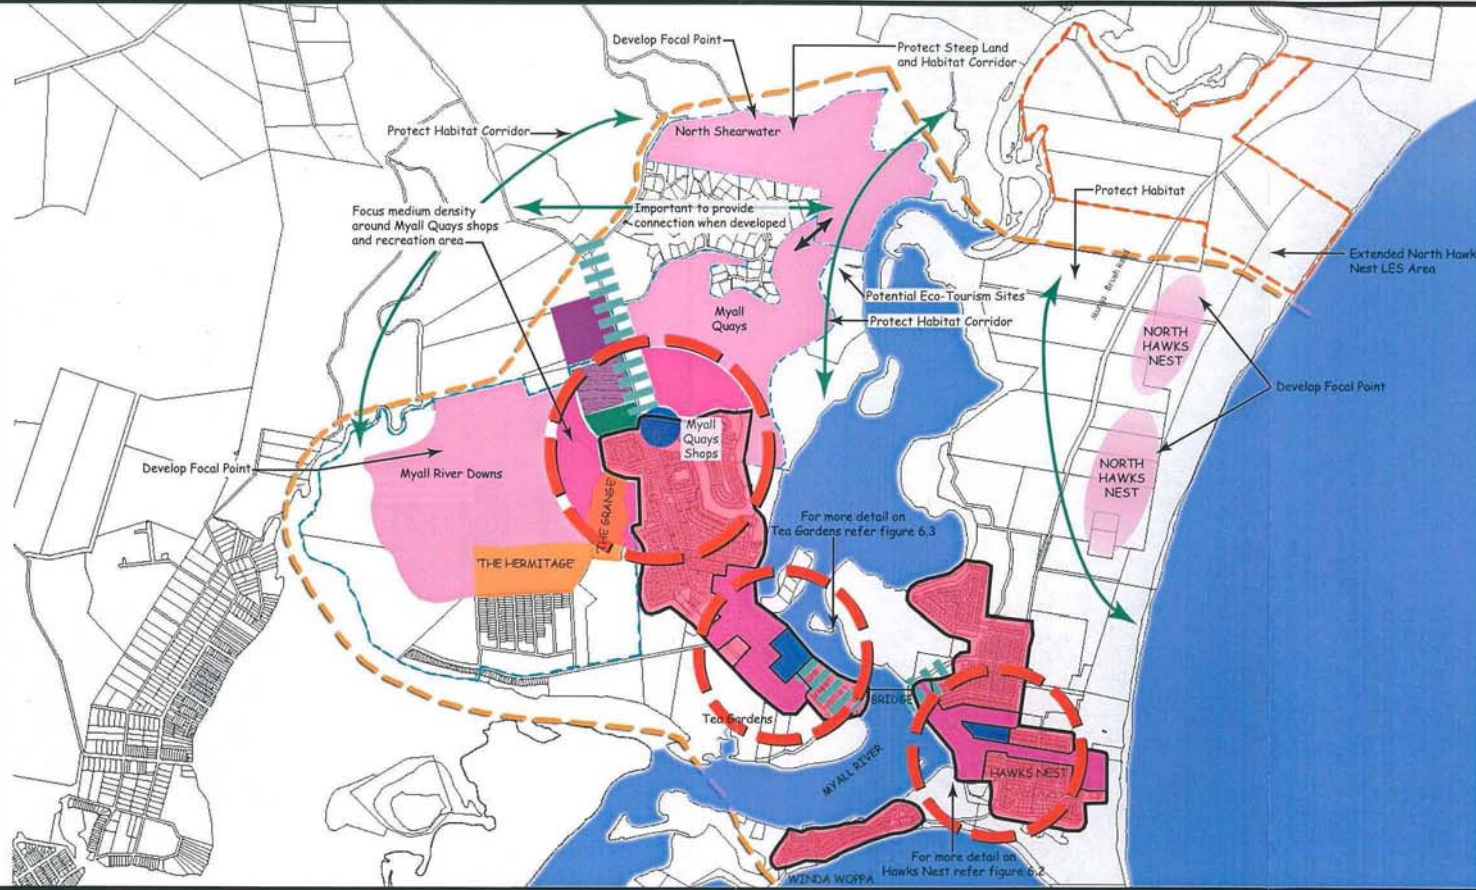 Develop Focal Point
Protect Steep Land
and Habitat Corridor
Protect Habitat Corridor
North Shearwater
Protect Habitat
Focus medium density
around Myall Quays shops
and recreation area
Important to provide
connection when developed
Extended North Hawk
Nest LES Area
Potential Eco-Tourism Sites
Protect Habitat Corridor
Myall
Quays
NORTH
HAWKS
NEST
Develop Focal Point
Myall
Quays
Shops
Develop Focal Point
Myall River Downs
NORTH
HAWKS
NEST
'THE GRANGE'
For more detail on
Tea Gardens refer figure 6.3
'THE HERMITAGE'
BRIDGE
Tea Gardens
MYALL RIVER
HAWKS NEST
For more detail on
Hawks Nest refer figure 6.2
WINDA WOPPA